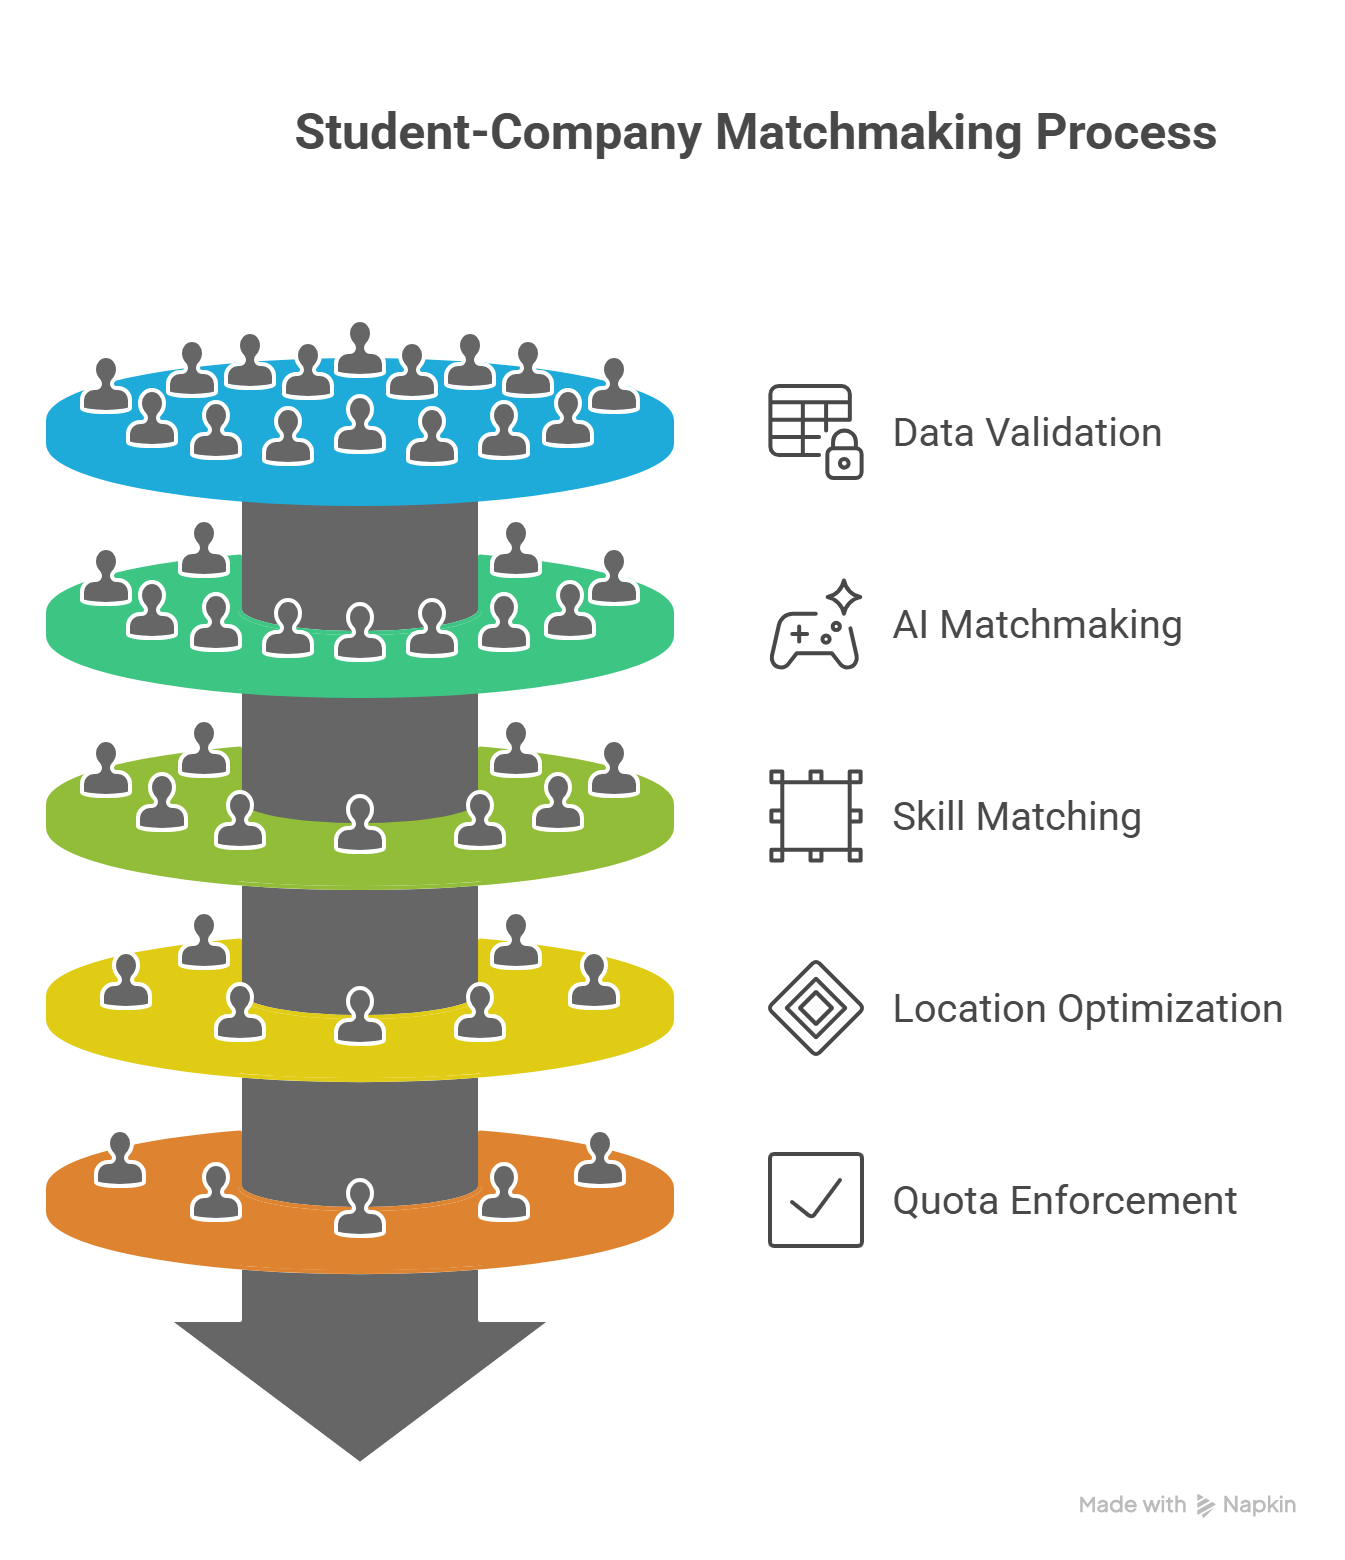 Student-Company Matchmaking Process
Data Validation
AI Matchmaking
Skill Matching
Location Optimization
Quota Enforcement
Made with Napkin